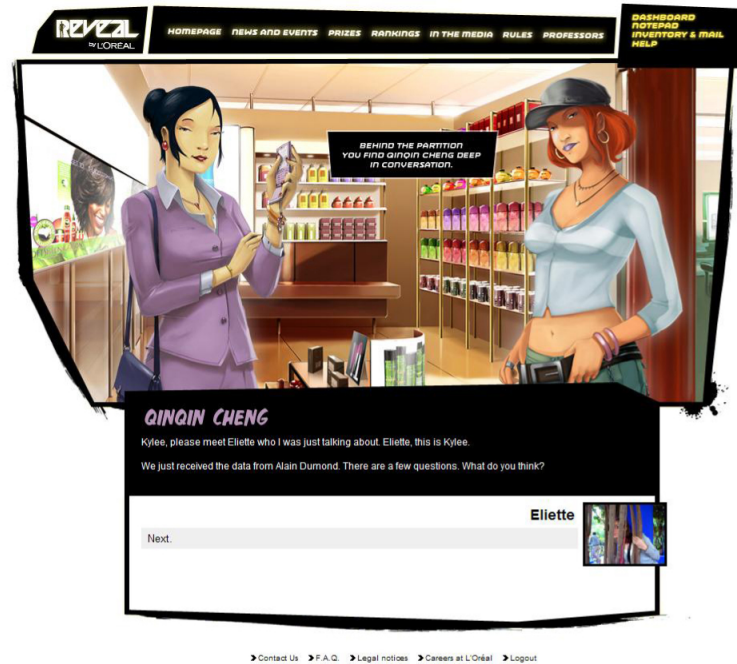 REVEAL
by L'ORÉAL
HOMEPAGE NEWS AND EVENTS PRIZES RANKINGS IN THE MEDIA RULES PROFESSORS
DASHBOARD
NOTEPAD
INVENTORY & MAIL
HELP
BEHIND THE PARTITION
YOU FIND QINQIN CHENG DEEP
IN CONVERSATION.
QINQIN CHENG
Kylee, please meet Eliette who I was just talking about. Eliette, this is Kylee.
We just received the data from Alain Dumond. There are a few questions. What do you think?
Eliette
Next.
Contact Us F.A.Q. Legal notices Careers at L'Oréal Logout